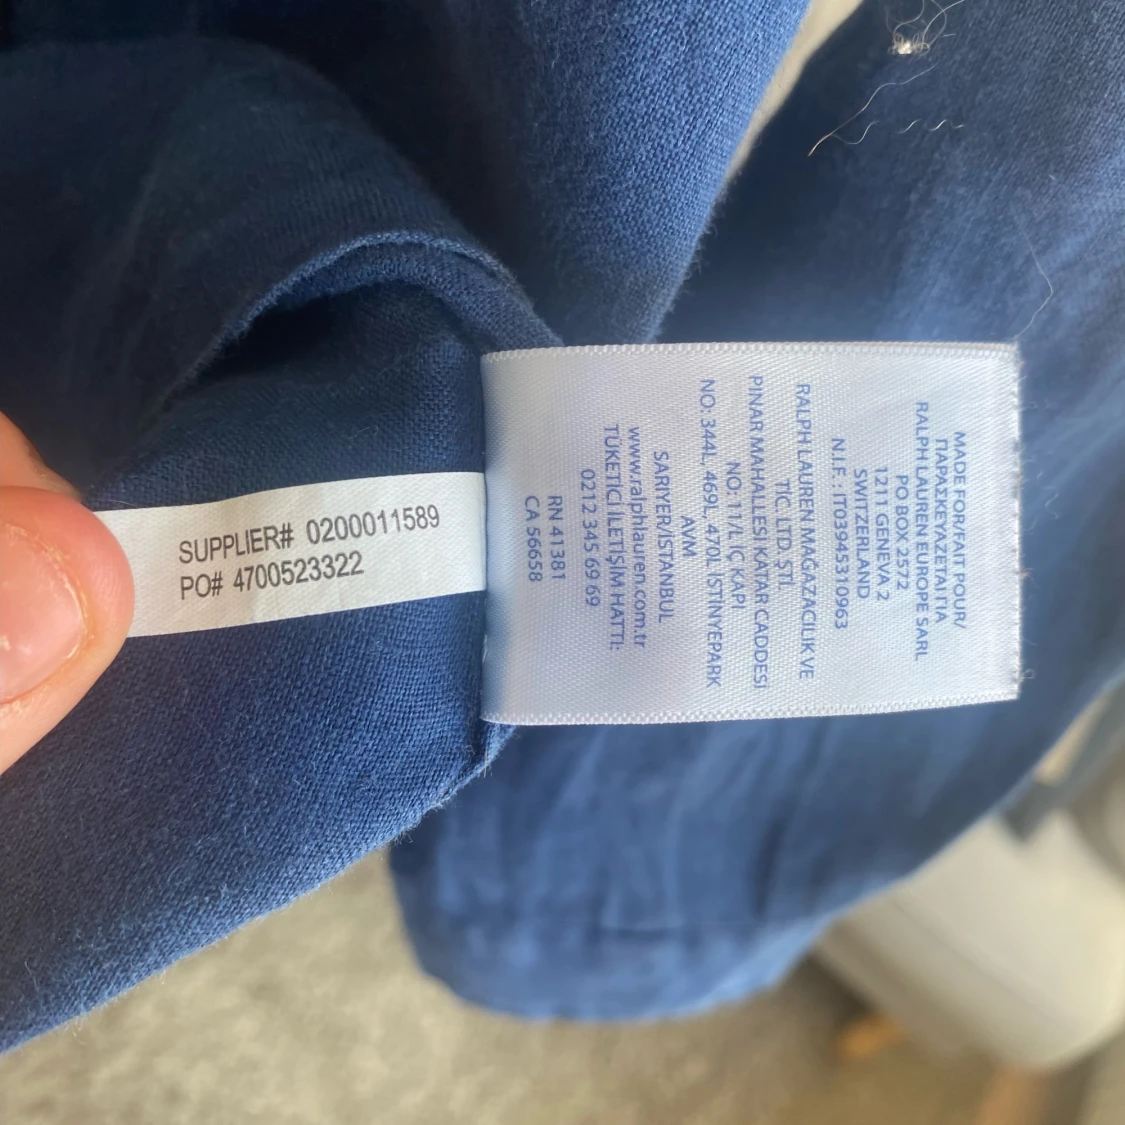 SUPPLIER# 0200011589
PO# 4700523322
MADE FOR/FAIT POUR/
ΠΑΡΑΣΚΕΥΑΖΕΤΑΙ ΓΙΑ
RALPH LAUREN EUROPE SARL
PO BOX 2572
1211 GENEVA 2
SWITZERLAND
N.I.F. : IT03945310963
RALPH LAUREN MAĞAZACILIK VE
TİC. LTD. ŞTİ.
PINAR MAHALLESİ KATAR CADDESİ
NO: 11/L İÇ KAPI
NO: 344L, 469L, 470L İSTİNYEPARK
AVM
SARIYER/İSTANBUL
www.ralphlauren.com.tr
TÜKETİCİ İLETİŞİM HATTI:
0212 345 69 69
RN 41381
CA 56658